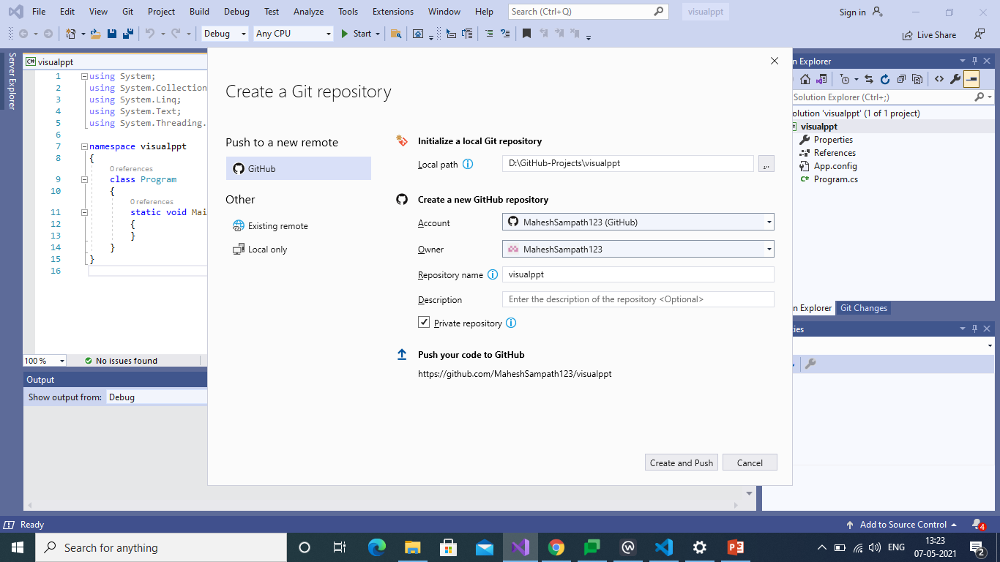 File Edit View Git Project Build Debug Test Analyze Tools Extensions Window Help Search (Ctrl+Q) visualppt Sign in
Debug Any CPU Start Live Share
Server Explorer
C# visualppt
1 using System;
2 using System.Collection
3 using System.Linq;
4 using System.Text;
5 using System.Threading.
6
7 namespace visualppt
8 {
0 references
9 class Program
10 {
0 references
11 static void Mai
12 {
13 }
14 }
15 }
16
100 % No issues found
Output
Show output from: Debug
Create a Git repository
Push to a new remote
GitHub
Other
Existing remote
Local only
Initialize a local Git repository
Local path D:\GitHub-Projects\visualppt ...
Create a new GitHub repository
Account MaheshSampath123 (GitHub)
Owner MaheshSampath123
Repository name visualppt
Description Enter the description of the repository <Optional>
Private repository
Push your code to GitHub
https://github.com/MaheshSampath123/visualppt
Create and Push Cancel
n Explorer
Solution Explorer (Ctrl+;)
olution 'visualppt' (1 of 1 project)
visualppt
Properties
References
App.config
C# Program.cs
n Explorer Git Changes
ies
Ready Add to Source Control 4
Search for anything ENG 13:23
07-05-2021 2